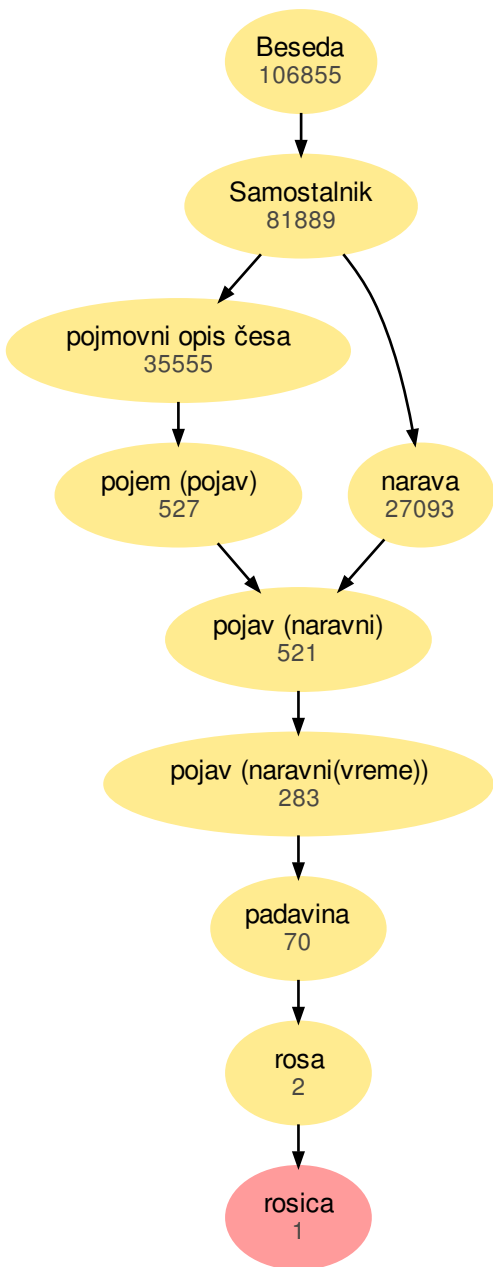 Beseda
106855
Samostalnik
81889
pojmovni opis česa
35555
pojem (pojav)
527
narava
27093
pojav (naravni)
521
pojav (naravni(vreme))
283
padavina
70
rosa
2
rosica
1